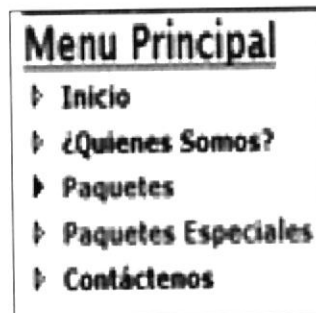 Menu Principal
Inicio
¿Quienes Somos?
Paquetes
Paquetes Especiales
Contáctenos